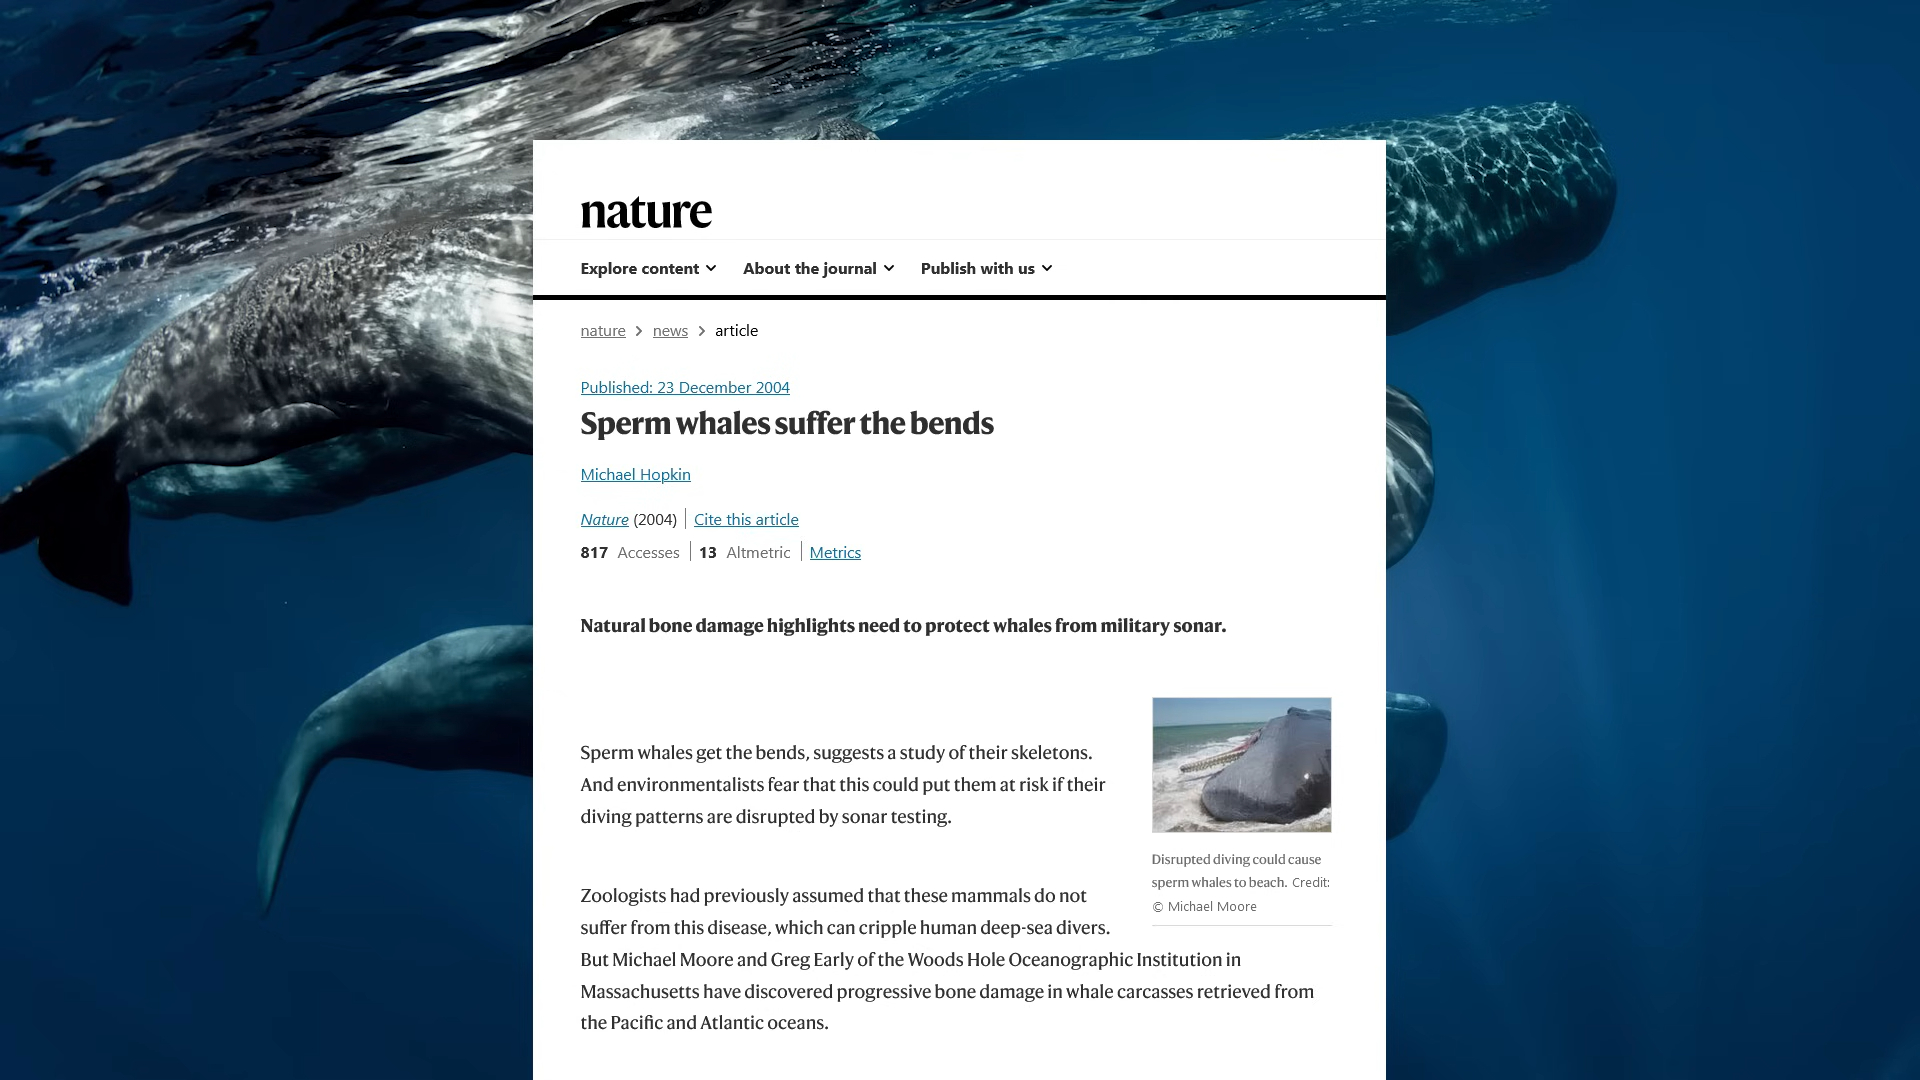 nature
Explore content
About the journal
Publish with us
nature > news > article
Published: 23 December 2004
Sperm whales suffer the bends
Michael Hopkin
Nature (2004) | Cite this article
817 Accesses | 13 Altmetric | Metrics
Natural bone damage highlights need to protect whales from military sonar.
Sperm whales get the bends, suggests a study of their skeletons.
And environmentalists fear that this could put them at risk if their
diving patterns are disrupted by sonar testing.
Disrupted diving could cause
sperm whales to beach. Credit:
© Michael Moore
Zoologists had previously assumed that these mammals do not
suffer from this disease, which can cripple human deep-sea divers.
But Michael Moore and Greg Early of the Woods Hole Oceanographic Institution in
Massachusetts have discovered progressive bone damage in whale carcasses retrieved from
the Pacific and Atlantic oceans.